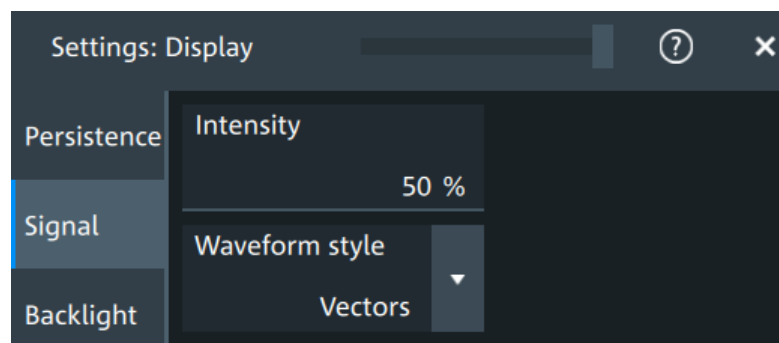 Settings: Display
?
Persistence
Intensity
50 %
Signal
Waveform style
Vectors
Backlight